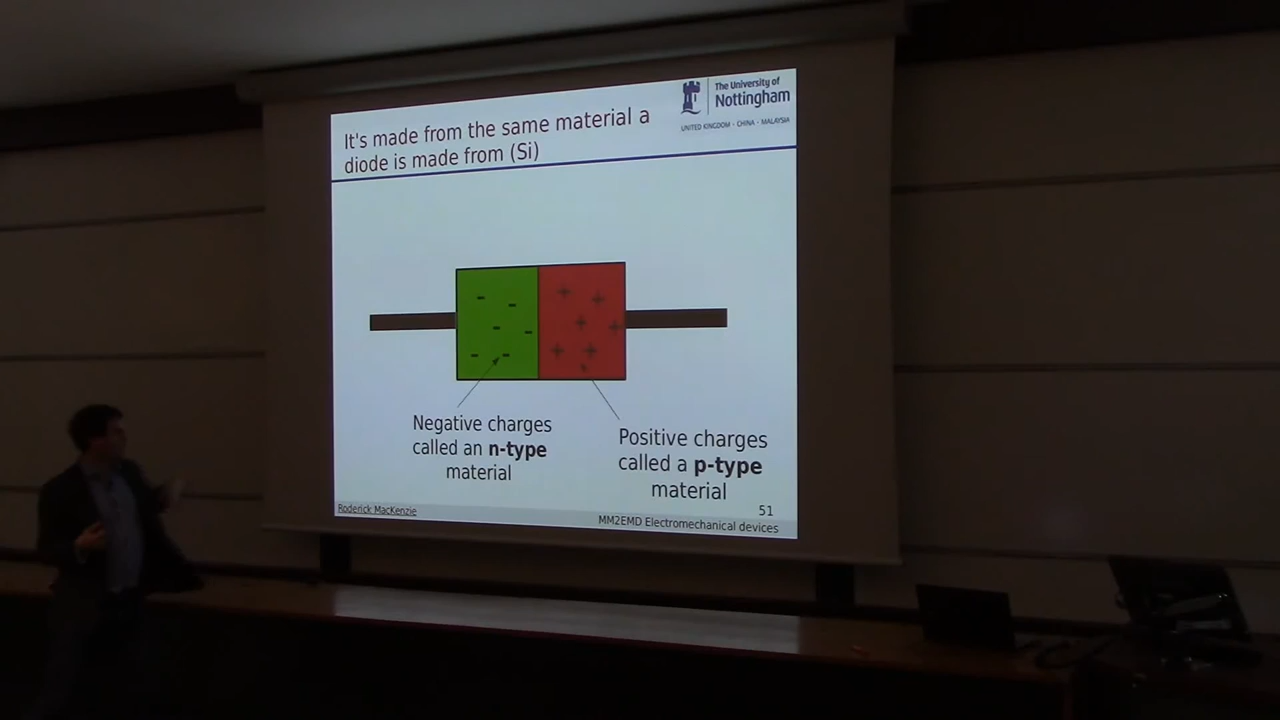 The University of
Nottingham
UNITED KINGDOM · CHINA · MALAYSIA
It's made from the same material a
diode is made from (Si)
Negative charges
called an n-type
material
Positive charges
called a p-type
material
Roderick MacKenzie
51
MM2EMD Electromechanical devices